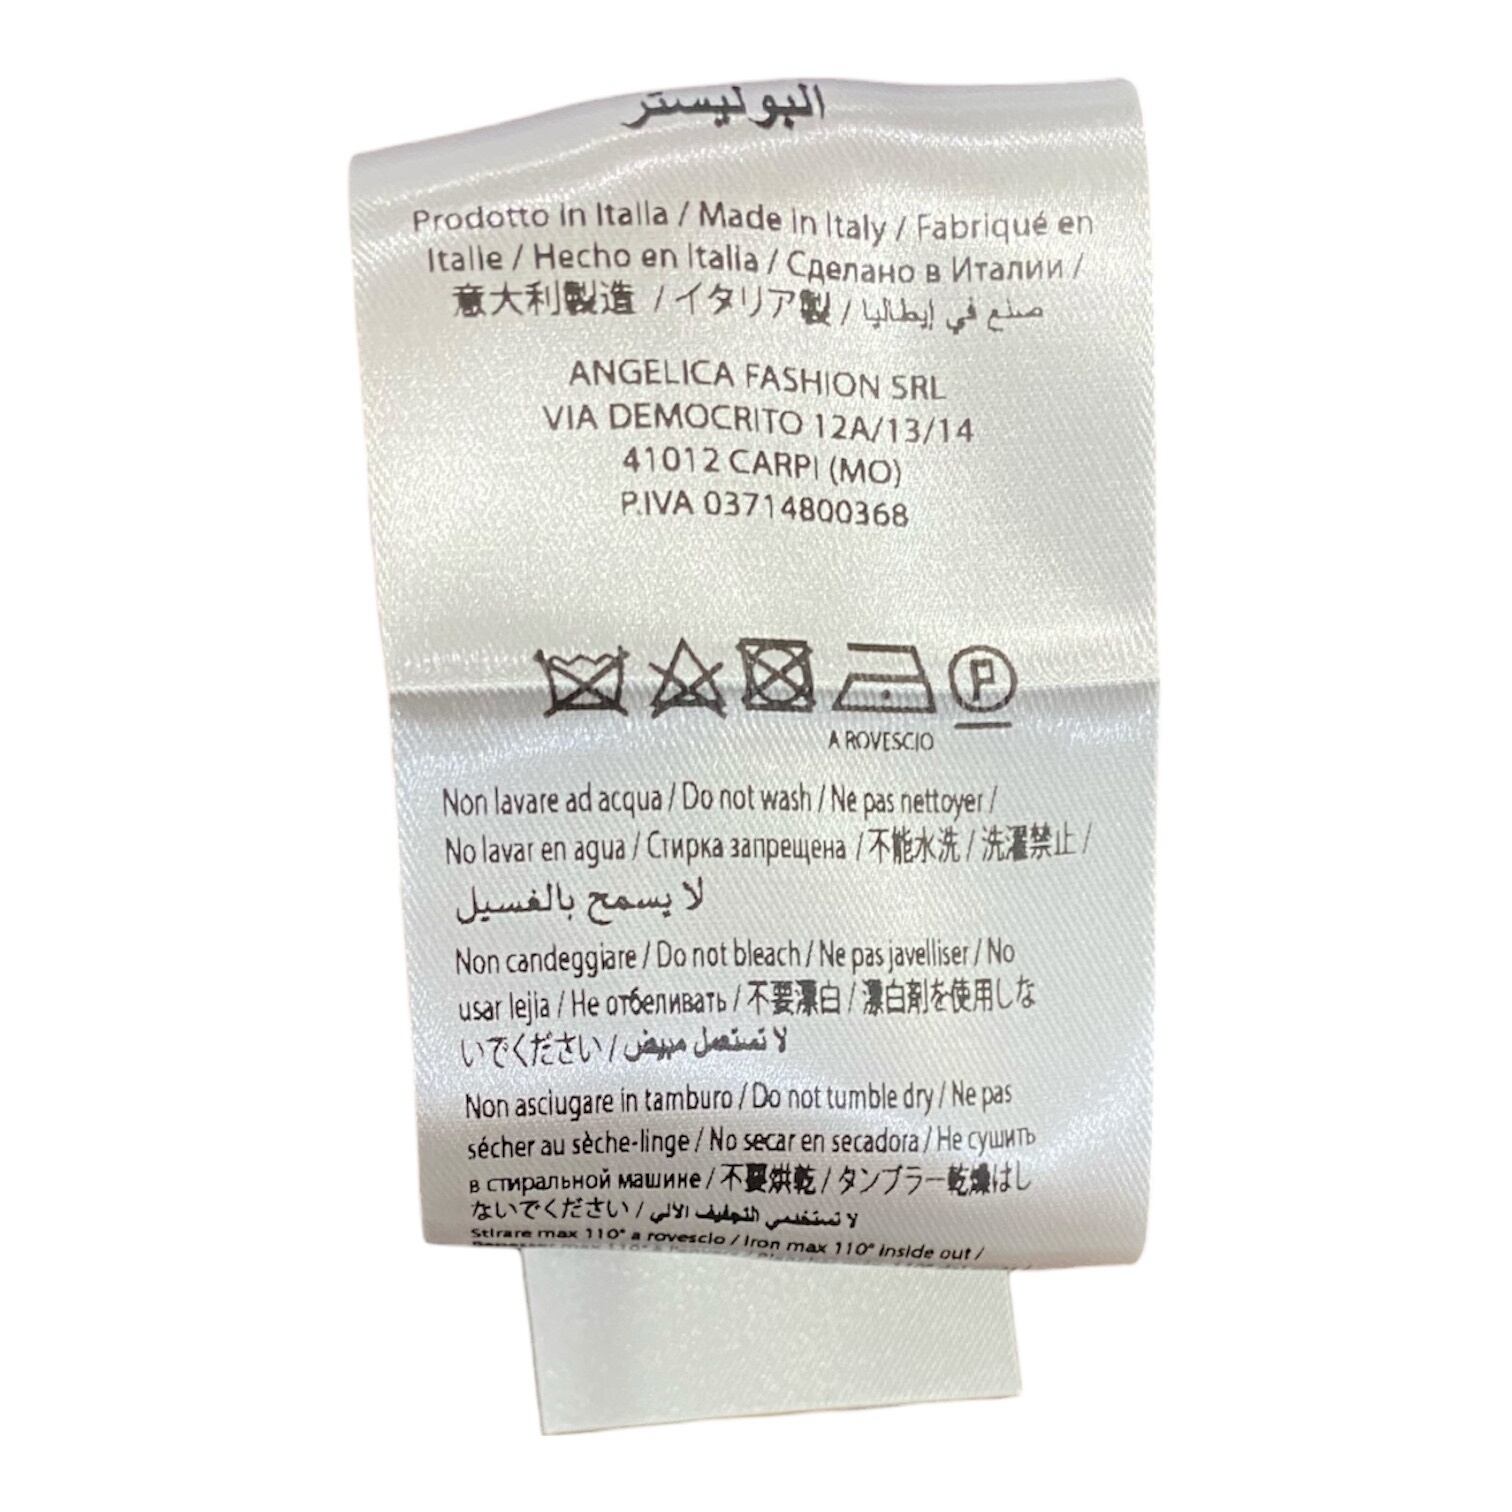 البوليستر
Prodotto in Italia / Made in Italy / Fabriqué en
Italie / Hecho en Italia / Сделано в Италии /
意大利製造 / イタリア製 / صنع في إيطاليا
ANGELICA FASHION SRL
VIA DEMOCRITO 12A/13/14
41012 CARPI (MO)
P.IVA 03714800368
P
A ROVESCIO
Non lavare ad acqua / Do not wash / Ne pas nettoyer /
No lavar en agua / Стирка запрещена / 不能水洗 / 洗濯禁止 /
لا يسمح بالغسيل
Non candeggiare / Do not bleach / Ne pas javelliser / No
usar lejia / Не отбеливать / 不要漂白 / 漂白剤を使用しな
いでください / لا تستعمل مبيض
Non asciugare in tamburo / Do not tumble dry / Ne pas
sécher au sèche-linge / No secar en secadora / Не сушить
в стиральной машине / 不要烘乾 / タンブラー乾燥はし
ないでください / لا تستخدمي التجفيف الآلي
Stirare max 110° a rovescio / Iron max 110° inside out /